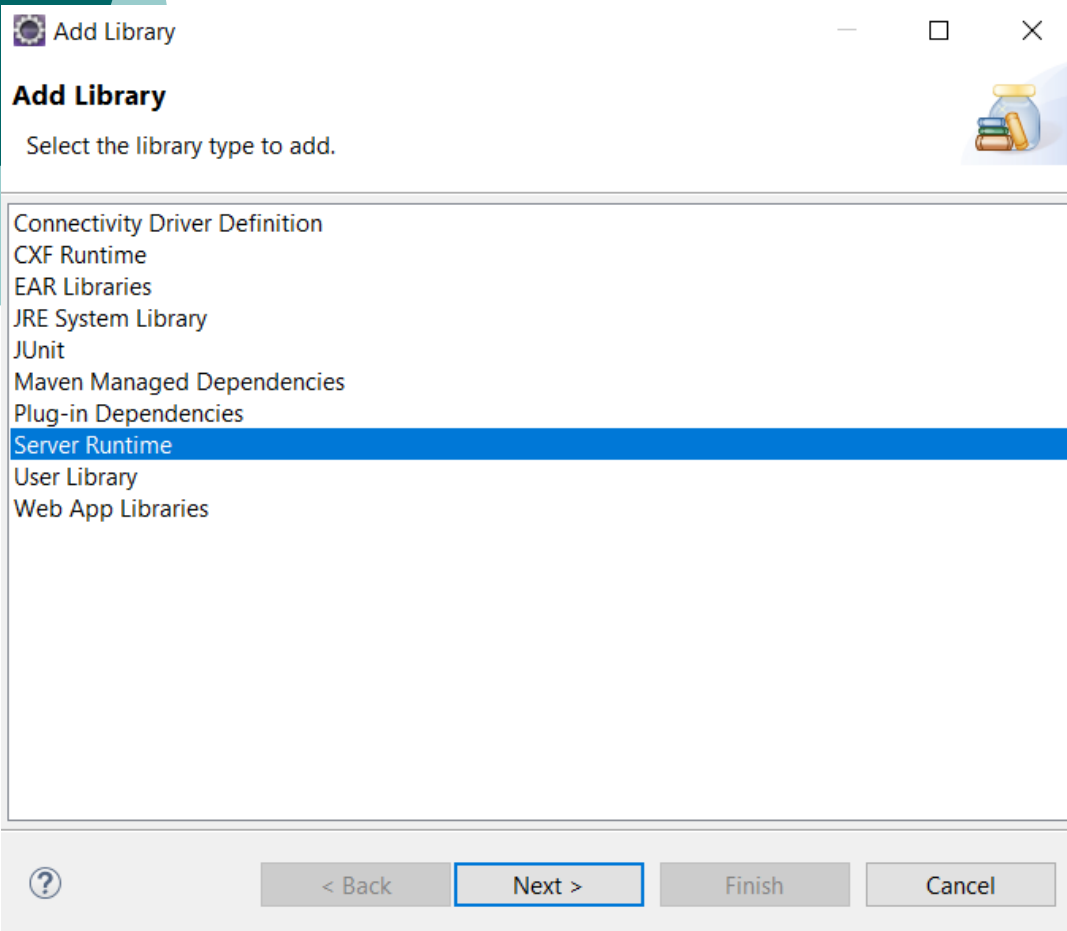 Add Library
Add Library
Select the library type to add.
Connectivity Driver Definition
CXF Runtime
EAR Libraries
JRE System Library
JUnit
Maven Managed Dependencies
Plug-in Dependencies
Server Runtime
User Library
Web App Libraries
?
< Back
Next >
Finish
Cancel